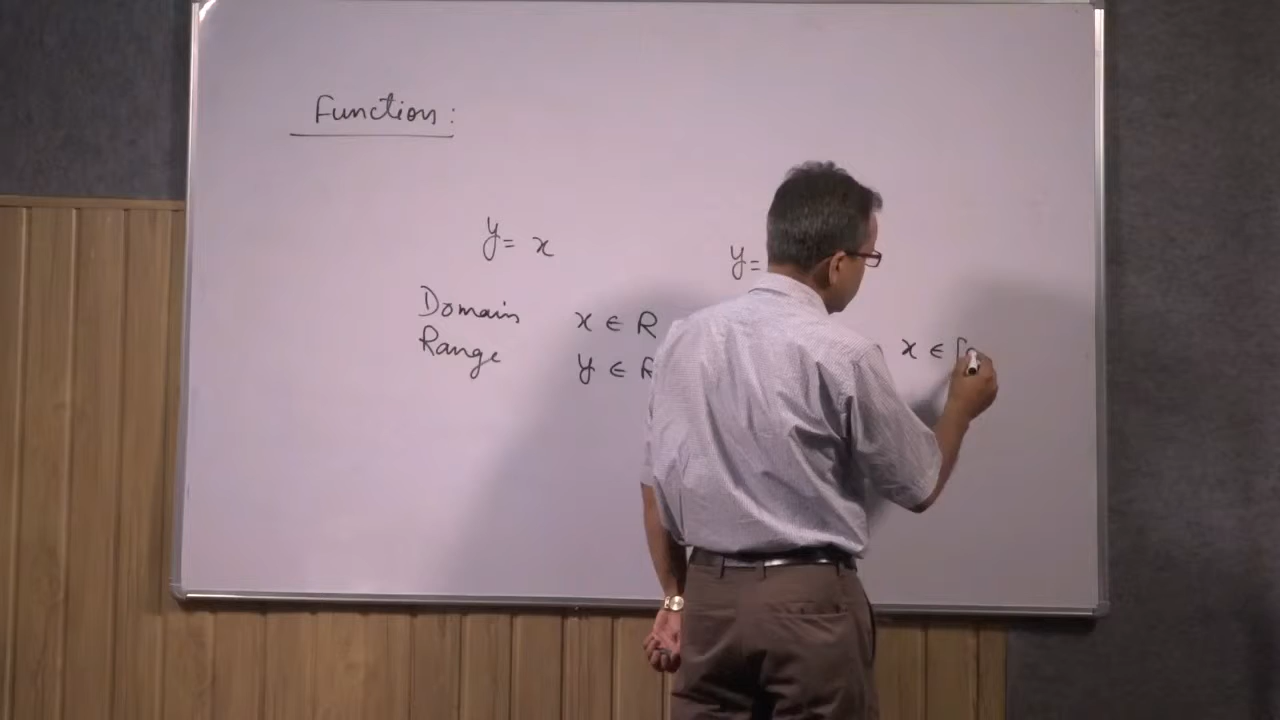 Function:
y = x
y =
Domain x ∈ R
Range y ∈ R
x ∈